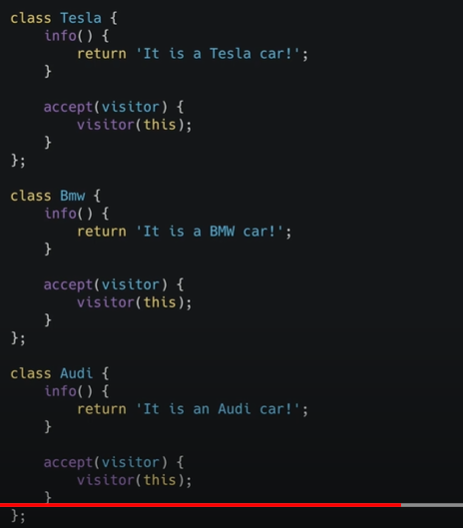 class Tesla {
    info() {
        return 'It is a Tesla car!';
    }

    accept(visitor) {
        visitor(this);
    }
};

class Bmw {
    info() {
        return 'It is a BMW car!';
    }

    accept(visitor) {
        visitor(this);
    }
};

class Audi {
    info() {
        return 'It is an Audi car!';
    }

    accept(visitor) {
        visitor(this);
    }
};